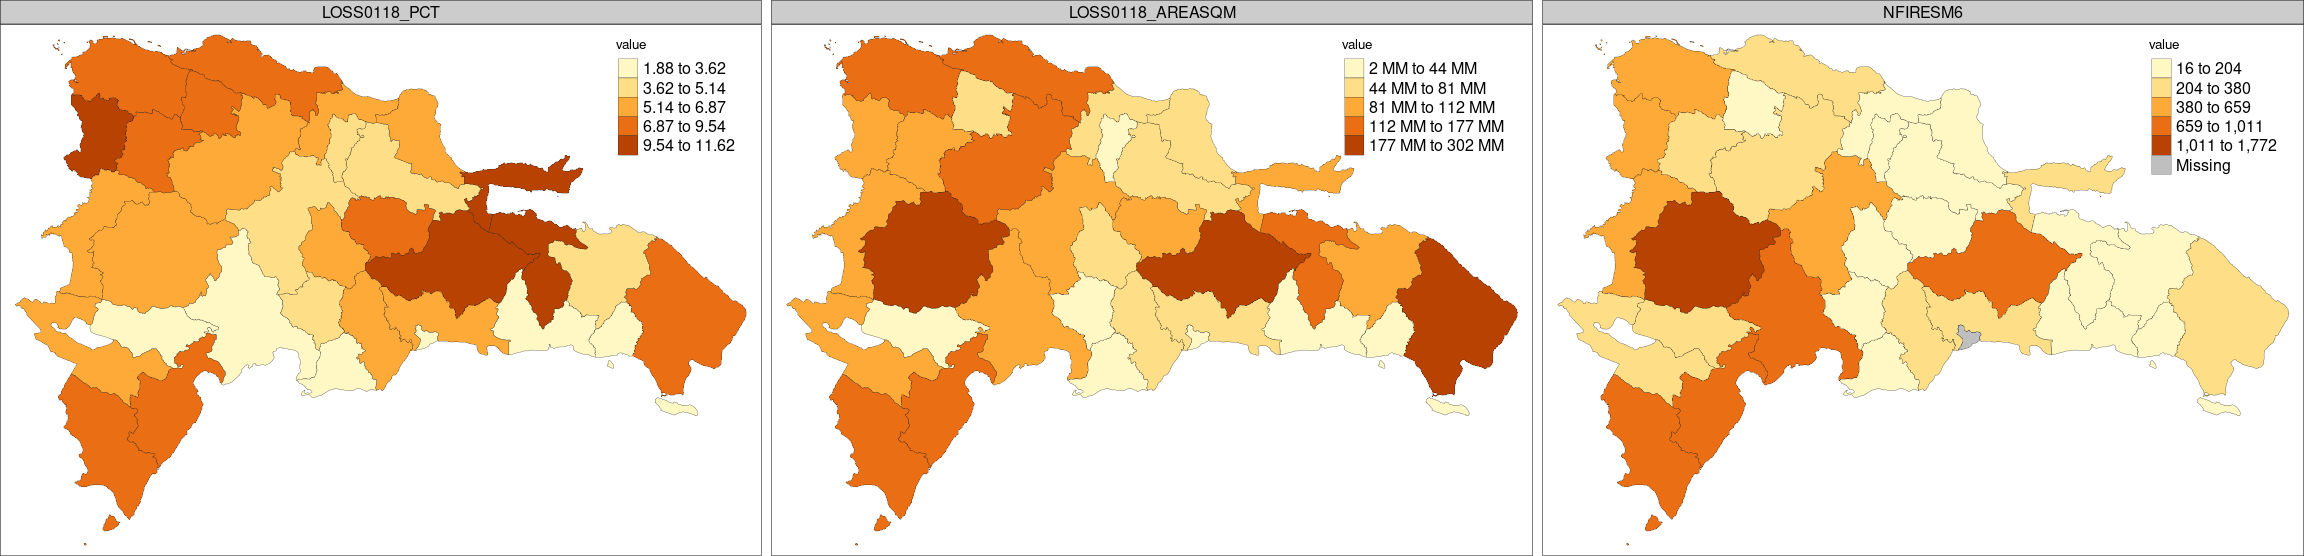 LOSS0118_PCT
value
1.88 to 3.62
3.62 to 5.14
5.14 to 6.87
6.87 to 9.54
9.54 to 11.62
LOSS0118_AREASQM
value
2 MM to 44 MM
44 MM to 81 MM
81 MM to 112 MM
112 MM to 177 MM
177 MM to 302 MM
NFIRESM6
value
16 to 204
204 to 380
380 to 659
659 to 1,011
1,011 to 1,772
Missing